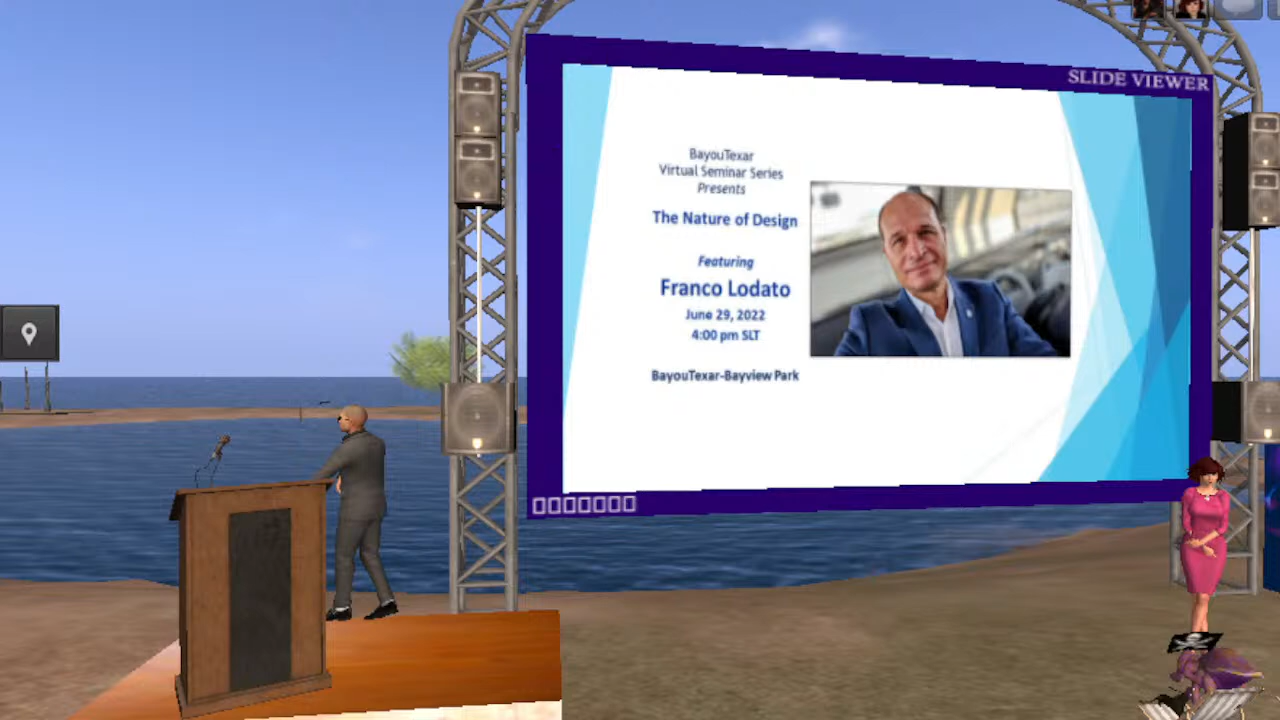 SLIDE VIEWER
BayouTexar
Virtual Seminar Series
Presents
The Nature of Design
Featuring
Franco Lodato
June 29, 2022
4:00 pm SLT
BayouTexar-Bayview Park